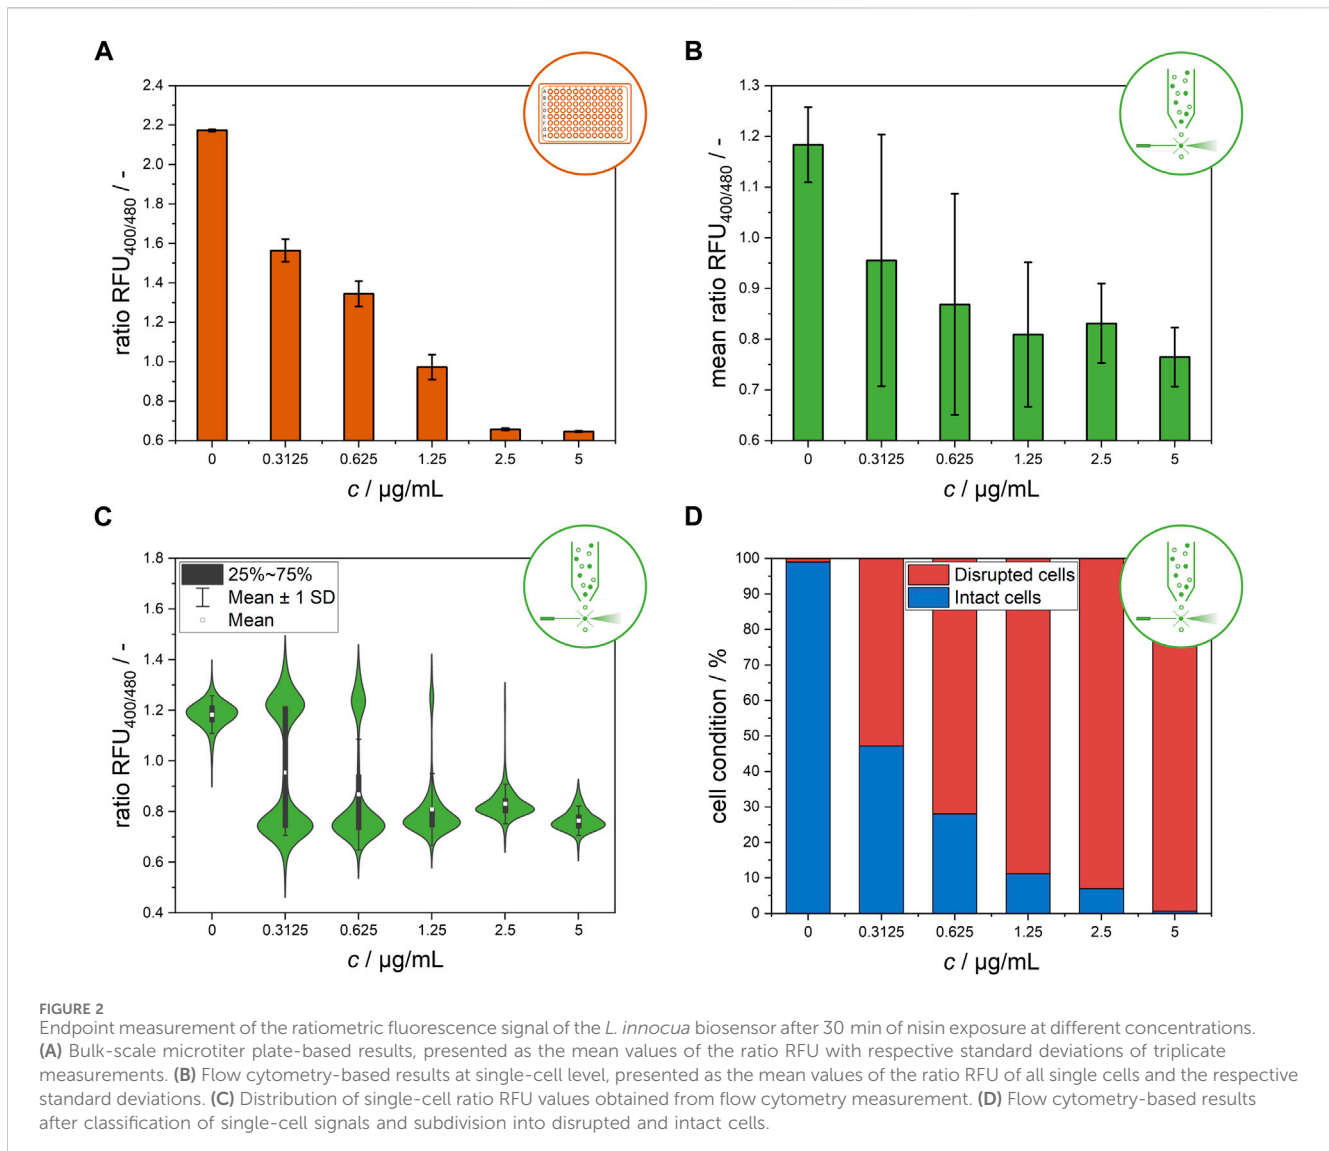 A
2.4
2.2
2.0
1.8
1.6
1.4
1.2
1.0
0.8
0.6
ratio RFU400/480 / -
0 0.3125 0.625 1.25 2.5 5
c / µg/mL
B
1.3
1.2
1.1
1.0
0.9
0.8
0.7
0.6
mean ratio RFU400/480 / -
0 0.3125 0.625 1.25 2.5 5
c / µg/mL
C
1.8
1.6
1.4
1.2
1.0
0.8
0.6
0.4
ratio RFU400/480 / -
25%~75%
Mean ± 1 SD
Mean
0 0.3125 0.625 1.25 2.5 5
c / µg/mL
D
100
90
80
70
60
50
40
30
20
10
0
cell condition / %
Disrupted cells
Intact cells
0 0.3125 0.625 1.25 2.5 5
c / µg/mL
FIGURE 2
Endpoint measurement of the ratiometric fluorescence signal of the L. innocua biosensor after 30 min of nisin exposure at different concentrations.
(A) Bulk-scale microtiter plate-based results, presented as the mean values of the ratio RFU with respective standard deviations of triplicate
measurements. (B) Flow cytometry-based results at single-cell level, presented as the mean values of the ratio RFU of all single cells and the respective
standard deviations. (C) Distribution of single-cell ratio RFU values obtained from flow cytometry measurement. (D) Flow cytometry-based results
after classification of single-cell signals and subdivision into disrupted and intact cells.